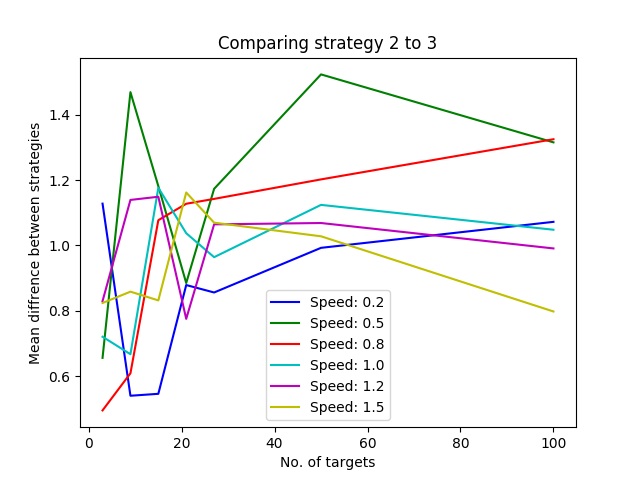 Comparing strategy 2 to 3
Mean diffrence between strategies
1.4
1.2
1.0
0.8
0.6
Speed: 0.2
Speed: 0.5
Speed: 0.8
Speed: 1.0
Speed: 1.2
Speed: 1.5
0 20 40 60 80 100
No. of targets